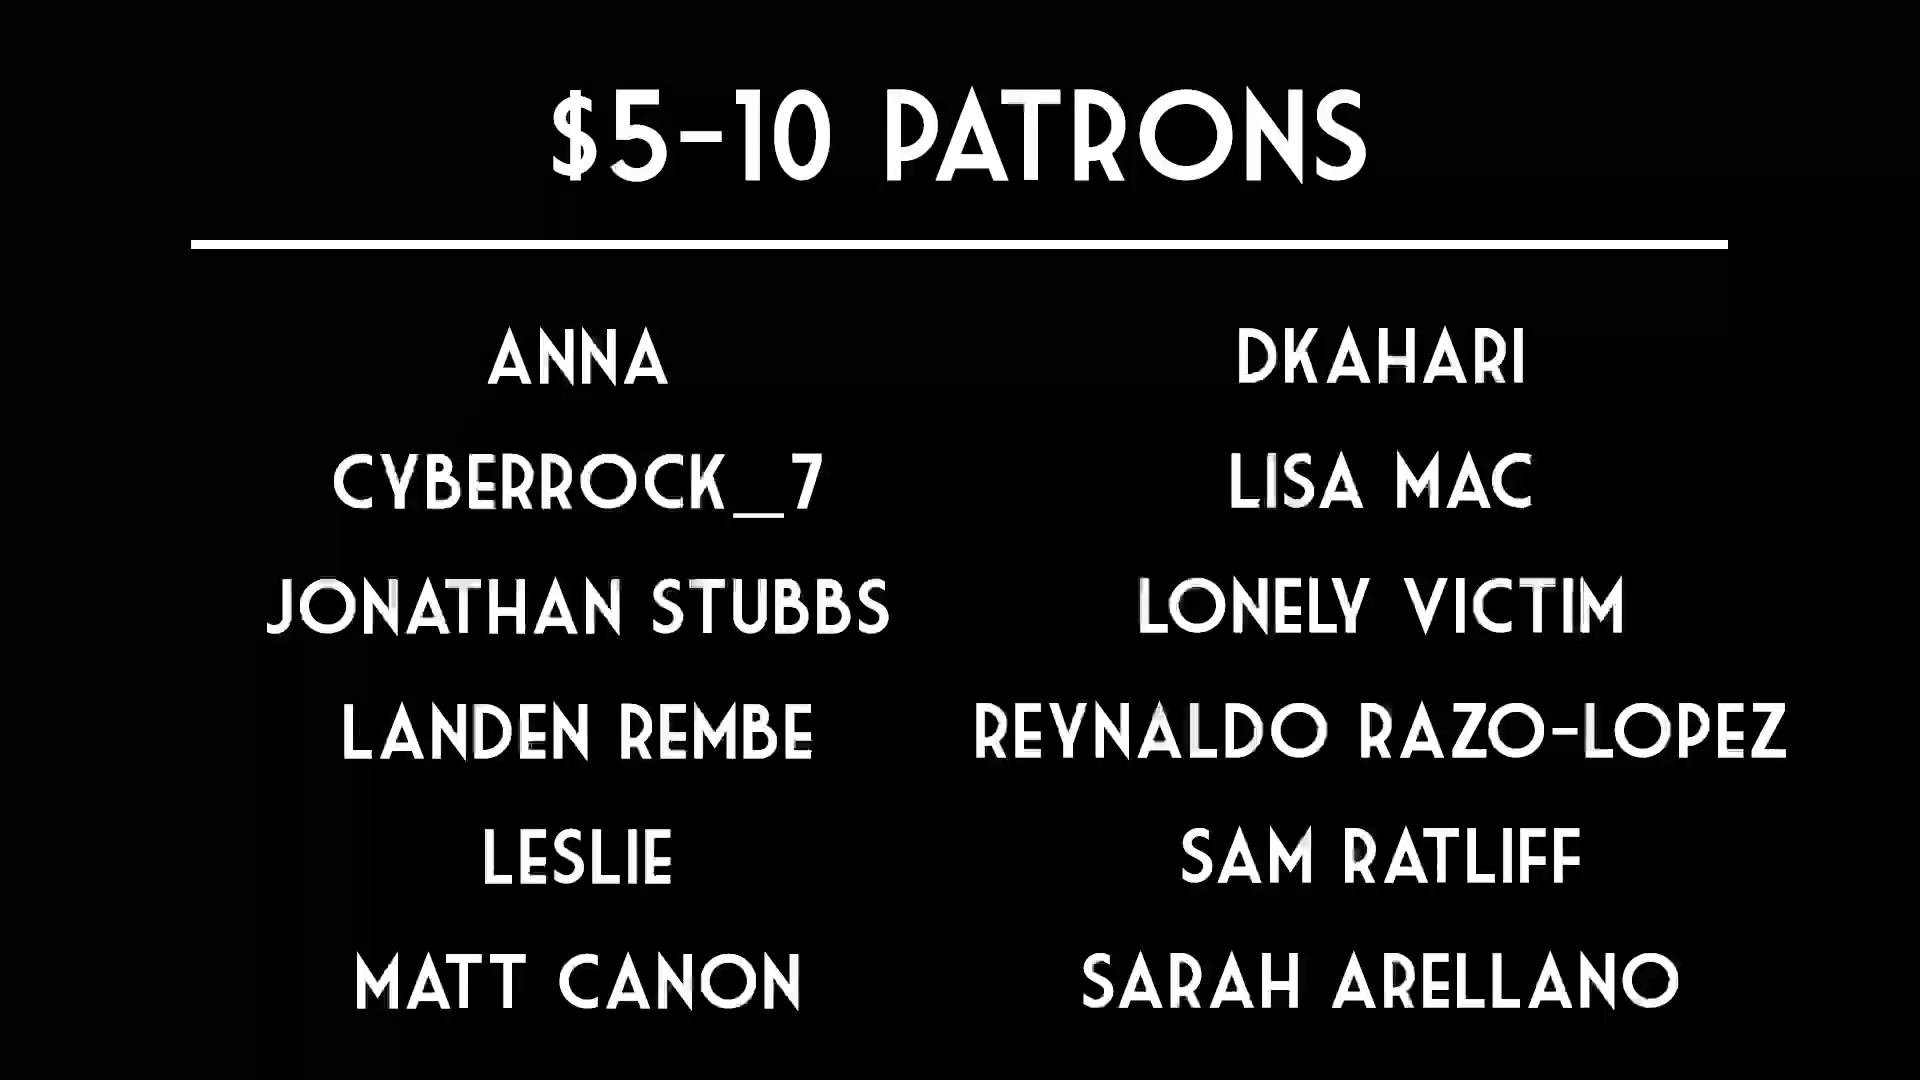 $5-10 PATRONS
ANNA
CYBERROCK_7
JONATHAN STUBBS
LANDEN REMBE
LESLIE
MATT CANON
DKAHARI
LISA MAC
LONELY VICTIM
REYNALDO RAZO-LOPEZ
SAM RATLIFF
SARAH ARELLANO